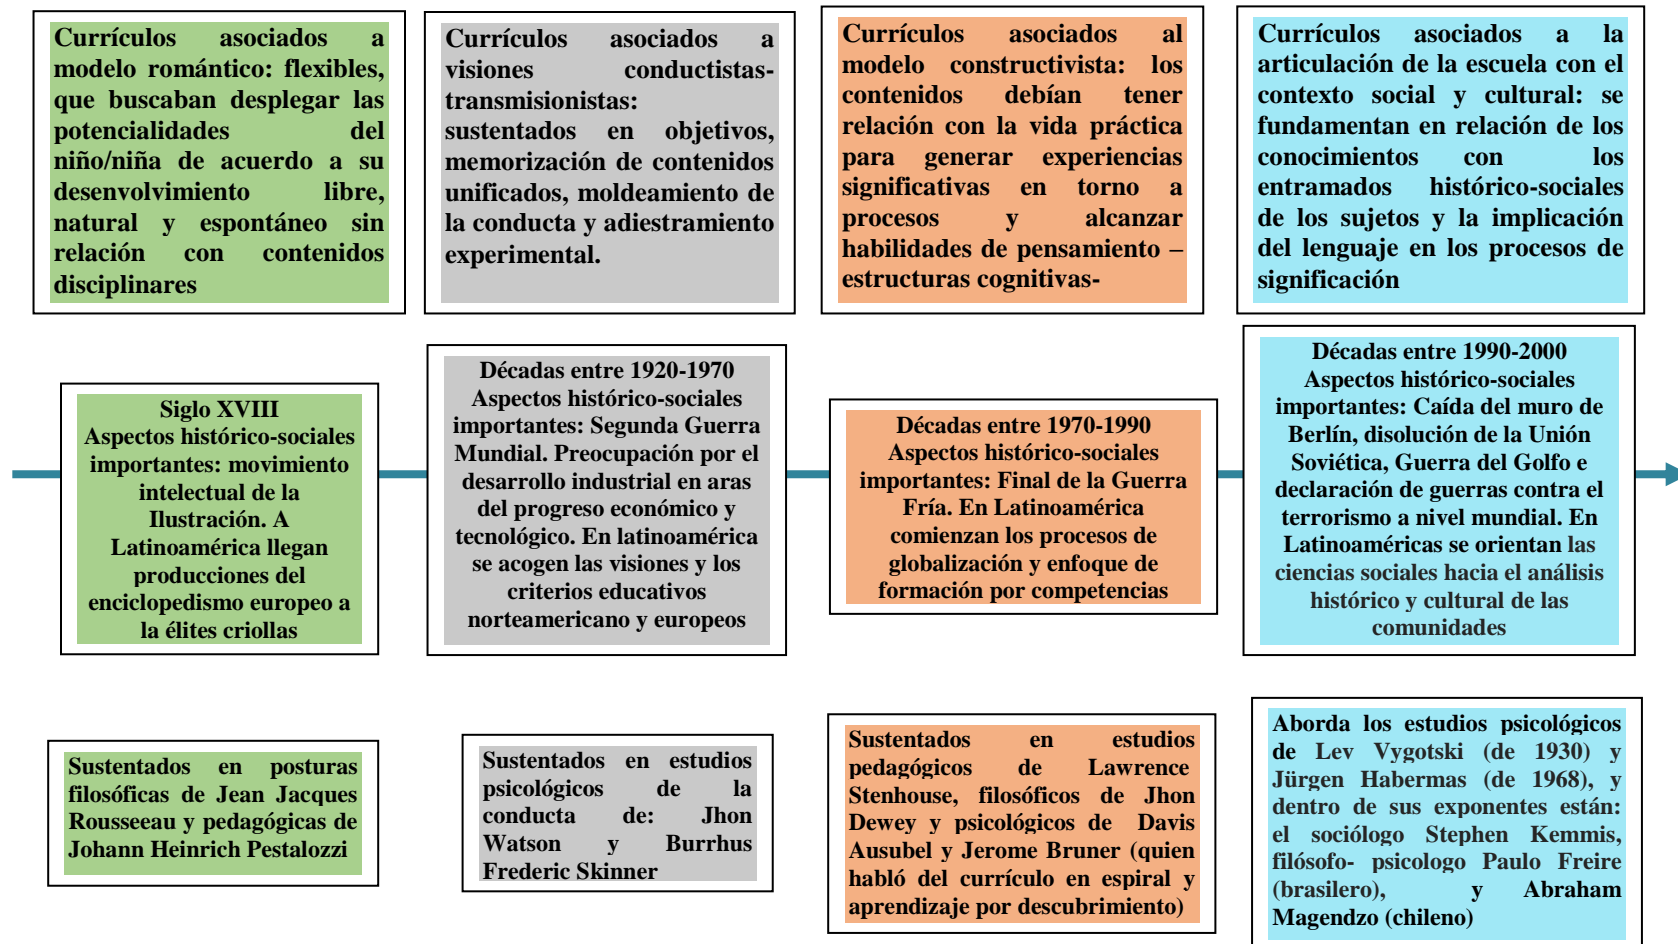 Currículos asociados a
modelo romántico: flexibles,
que buscaban desplegar las
potencialidades del
niño/niña de acuerdo a su
desenvolvimiento libre,
natural y espontáneo sin
relación con contenidos
disciplinares
Currículos asociados a
visiones conductistas-
transmisionistas:
sustentados en objetivos,
memorización de contenidos
unificados, moldeamiento de
la conducta y adiestramiento
experimental.
Currículos asociados al
modelo constructivista: los
contenidos debían tener
relación con la vida práctica
para generar experiencias
significativas en torno a
procesos y alcanzar
habilidades de pensamiento –
estructuras cognitivas-
Currículos asociados a la
articulación de la escuela con el
contexto social y cultural: se
fundamentan en relación de los
conocimientos con los
entramados histórico-sociales
de los sujetos y la implicación
del lenguaje en los procesos de
significación
Siglo XVIII
Aspectos histórico-sociales
importantes: movimiento
intelectual de la
Ilustración. A
Latinoamérica llegan
producciones del
enciclopedismo europeo a
la élites criollas
Décadas entre 1920-1970
Aspectos histórico-sociales
importantes: Segunda Guerra
Mundial. Preocupación por el
desarrollo industrial en aras
del progreso económico y
tecnológico. En latinoamérica
se acogen las visiones y los
criterios educativos
norteamericano y europeos
Décadas entre 1970-1990
Aspectos histórico-sociales
importantes: Final de la Guerra
Fría. En Latinoamérica
comienzan los procesos de
globalización y enfoque de
formación por competencias
Décadas entre 1990-2000
Aspectos histórico-sociales
importantes: Caída del muro de
Berlín, disolución de la Unión
Soviética, Guerra del Golfo e
declaración de guerras contra el
terrorismo a nivel mundial. En
Latinoaméricas se orientan las
ciencias sociales hacia el análisis
histórico y cultural de las
comunidades
Sustentados en posturas
filosóficas de Jean Jacques
Rousseeau y pedagógicas de
Johann Heinrich Pestalozzi
Sustentados en estudios
psicológicos de la
conducta de: Jhon
Watson y Burrhus
Frederic Skinner
Sustentados en estudios
pedagógicos de Lawrence
Stenhouse, filosóficos de Jhon
Dewey y psicológicos de Davis
Ausubel y Jerome Bruner (quien
habló del currículo en espiral y
aprendizaje por descubrimiento)
Aborda los estudios psicológicos
de Lev Vygotski (de 1930) y
Jürgen Habermas (de 1968), y
dentro de sus exponentes están:
el sociólogo Stephen Kemmis,
filósofo- psicologo Paulo Freire
(brasilero), y Abraham
Magendzo (chileno)